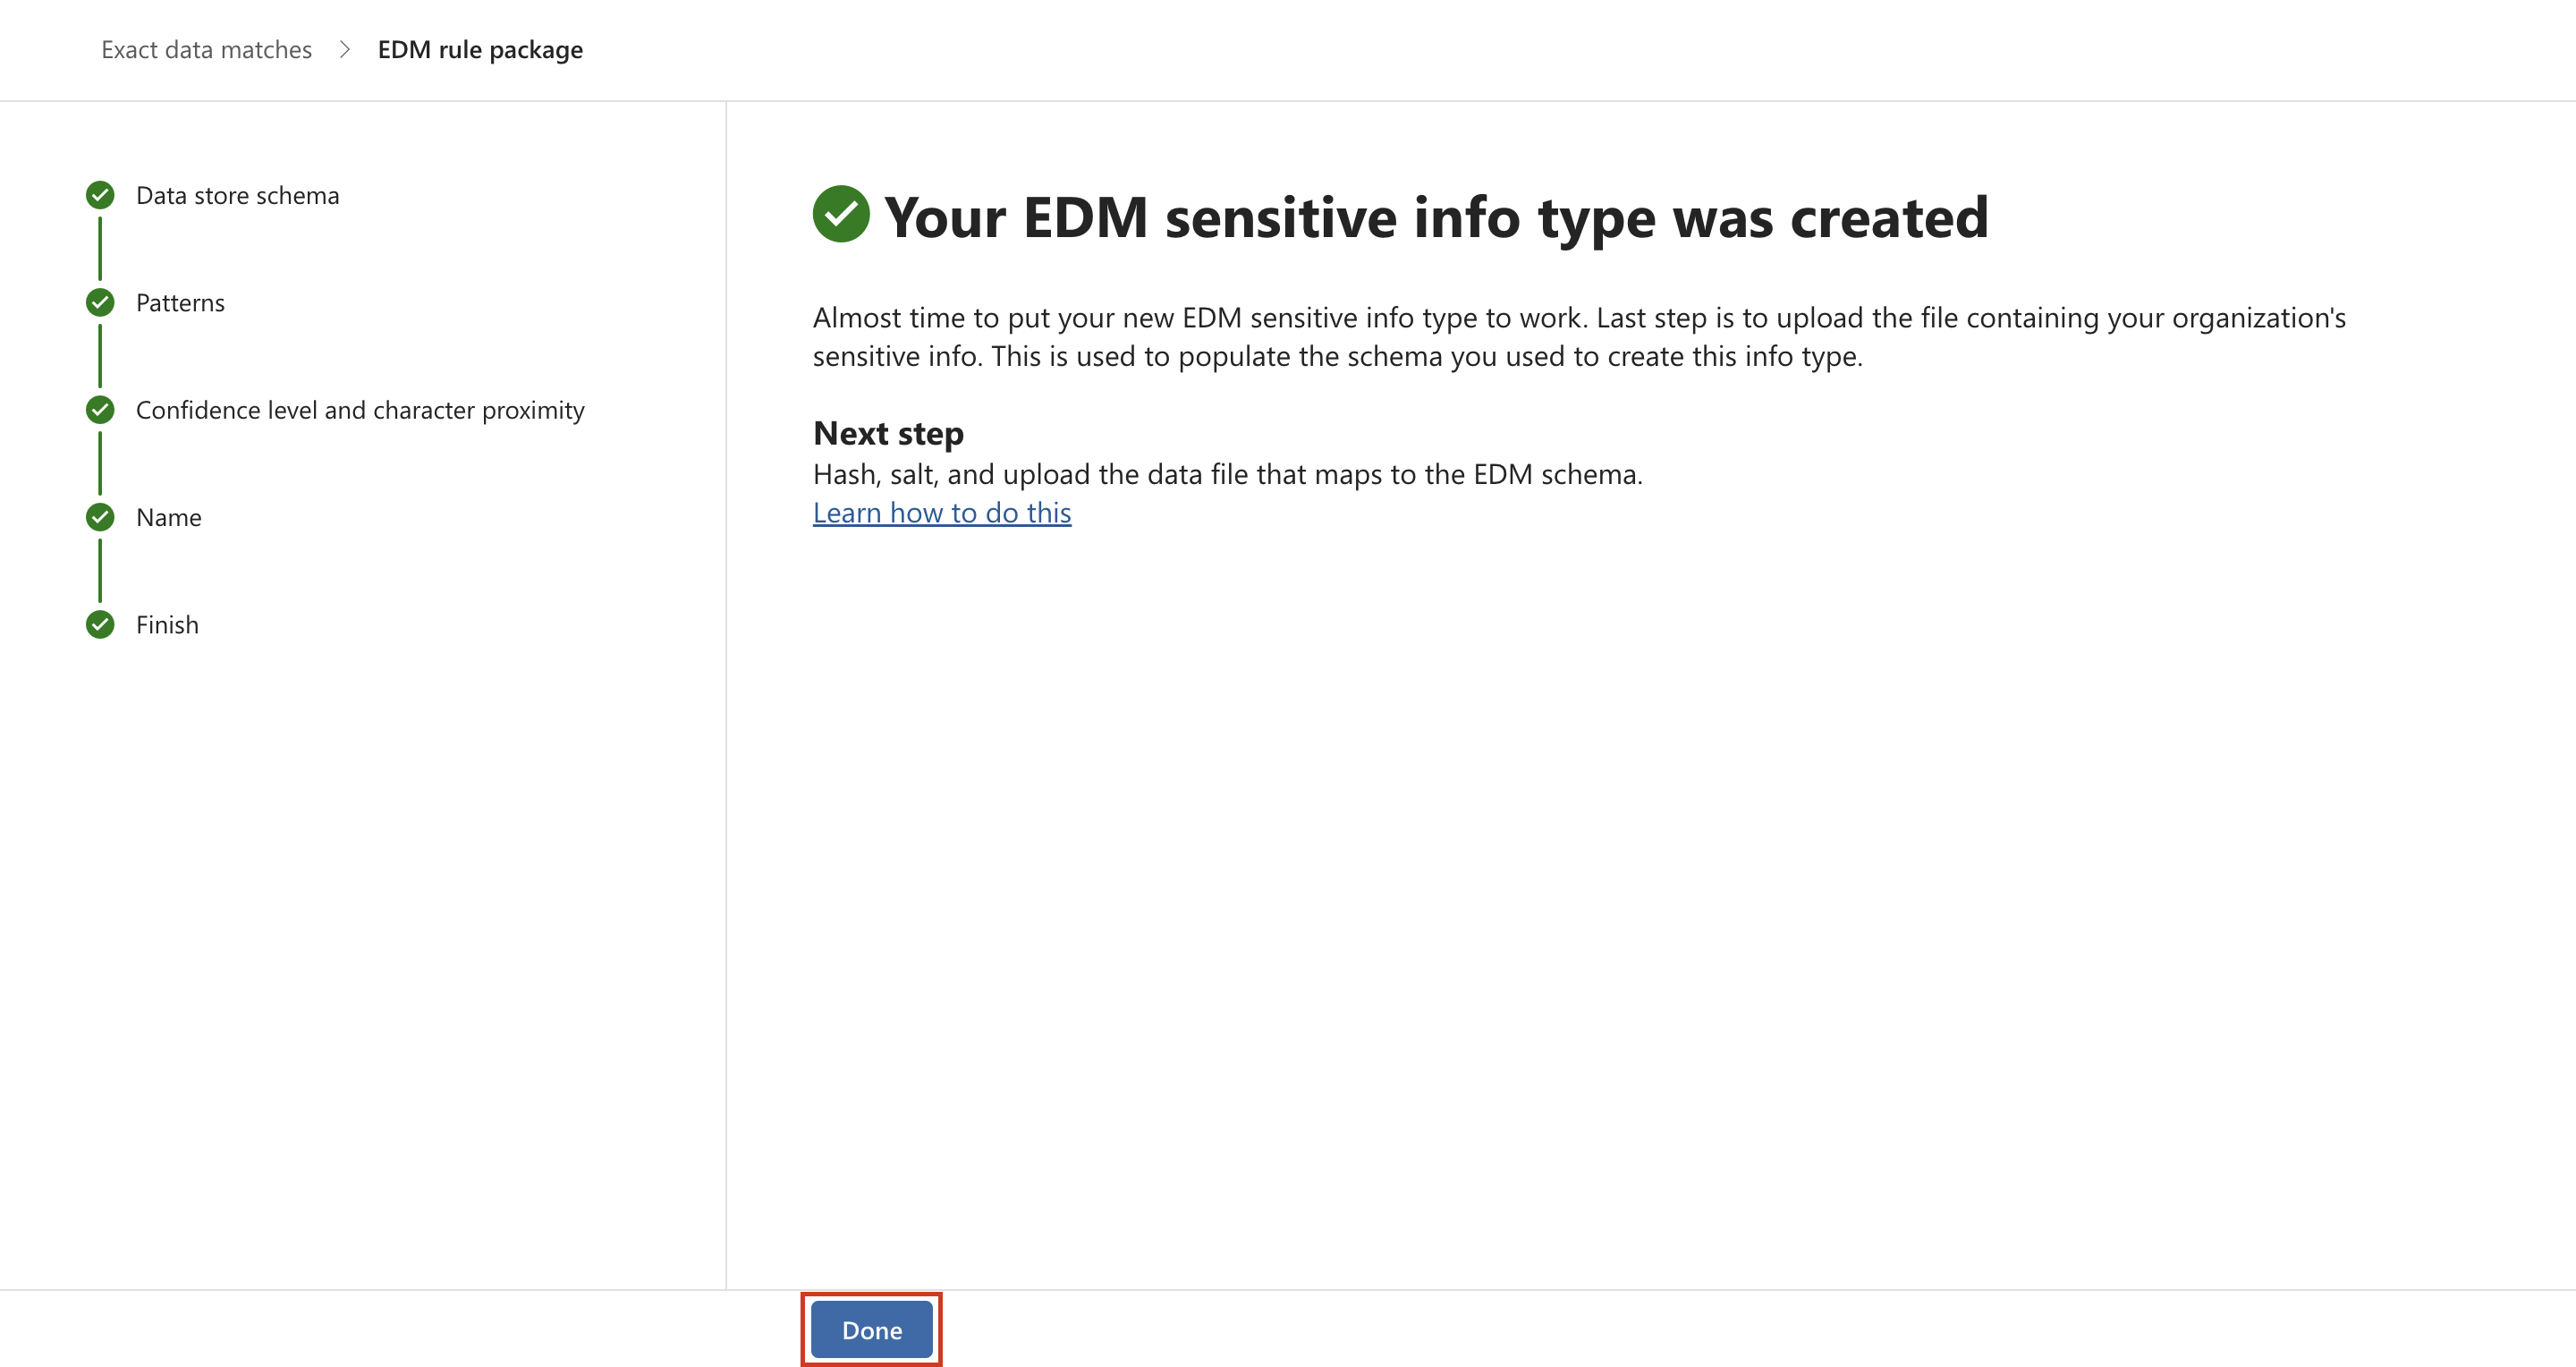 Exact data matches > EDM rule package
Data store schema
Patterns
Confidence level and character proximity
Name
Finish
Your EDM sensitive info type was created
Almost time to put your new EDM sensitive info type to work. Last step is to upload the file containing your organization's
sensitive info. This is used to populate the schema you used to create this info type.
Next step
Hash, salt, and upload the data file that maps to the EDM schema.
Learn how to do this
Done